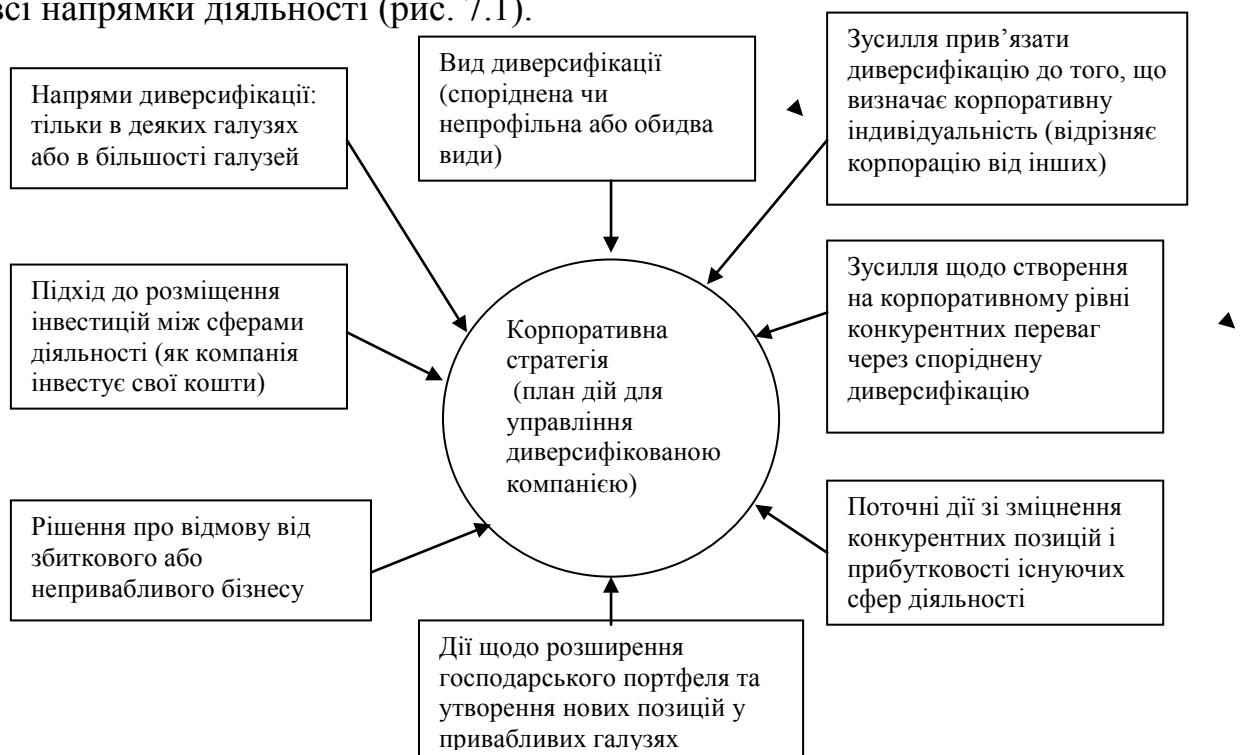 всі напрямки діяльності (рис. 7.1).
Напрями диверсифікації:
тільки в деяких галузях
або в більшості галузей
Вид диверсифікації
(споріднена чи
непрофільна або обидва
види)
Зусилля прив’язати
диверсифікацію до того, що
визначає корпоративну
індивідуальність (відрізняє
корпорацію від інших)
Підхід до розміщення
інвестицій між сферами
діяльності (як компанія
інвестує свої кошти)
Корпоративна
стратегія
(план дій для
управління
диверсифікованою
компанією)
Зусилля щодо створення
на корпоративному рівні
конкурентних переваг
через споріднену
диверсифікацію
Рішення про відмову від
збиткового або
непривабливого бізнесу
Поточні дії зі зміцнення
конкурентних позицій і
прибутковості існуючих
сфер діяльності
Дії щодо розширення
господарського портфеля та
утворення нових позицій у
привабливих галузях